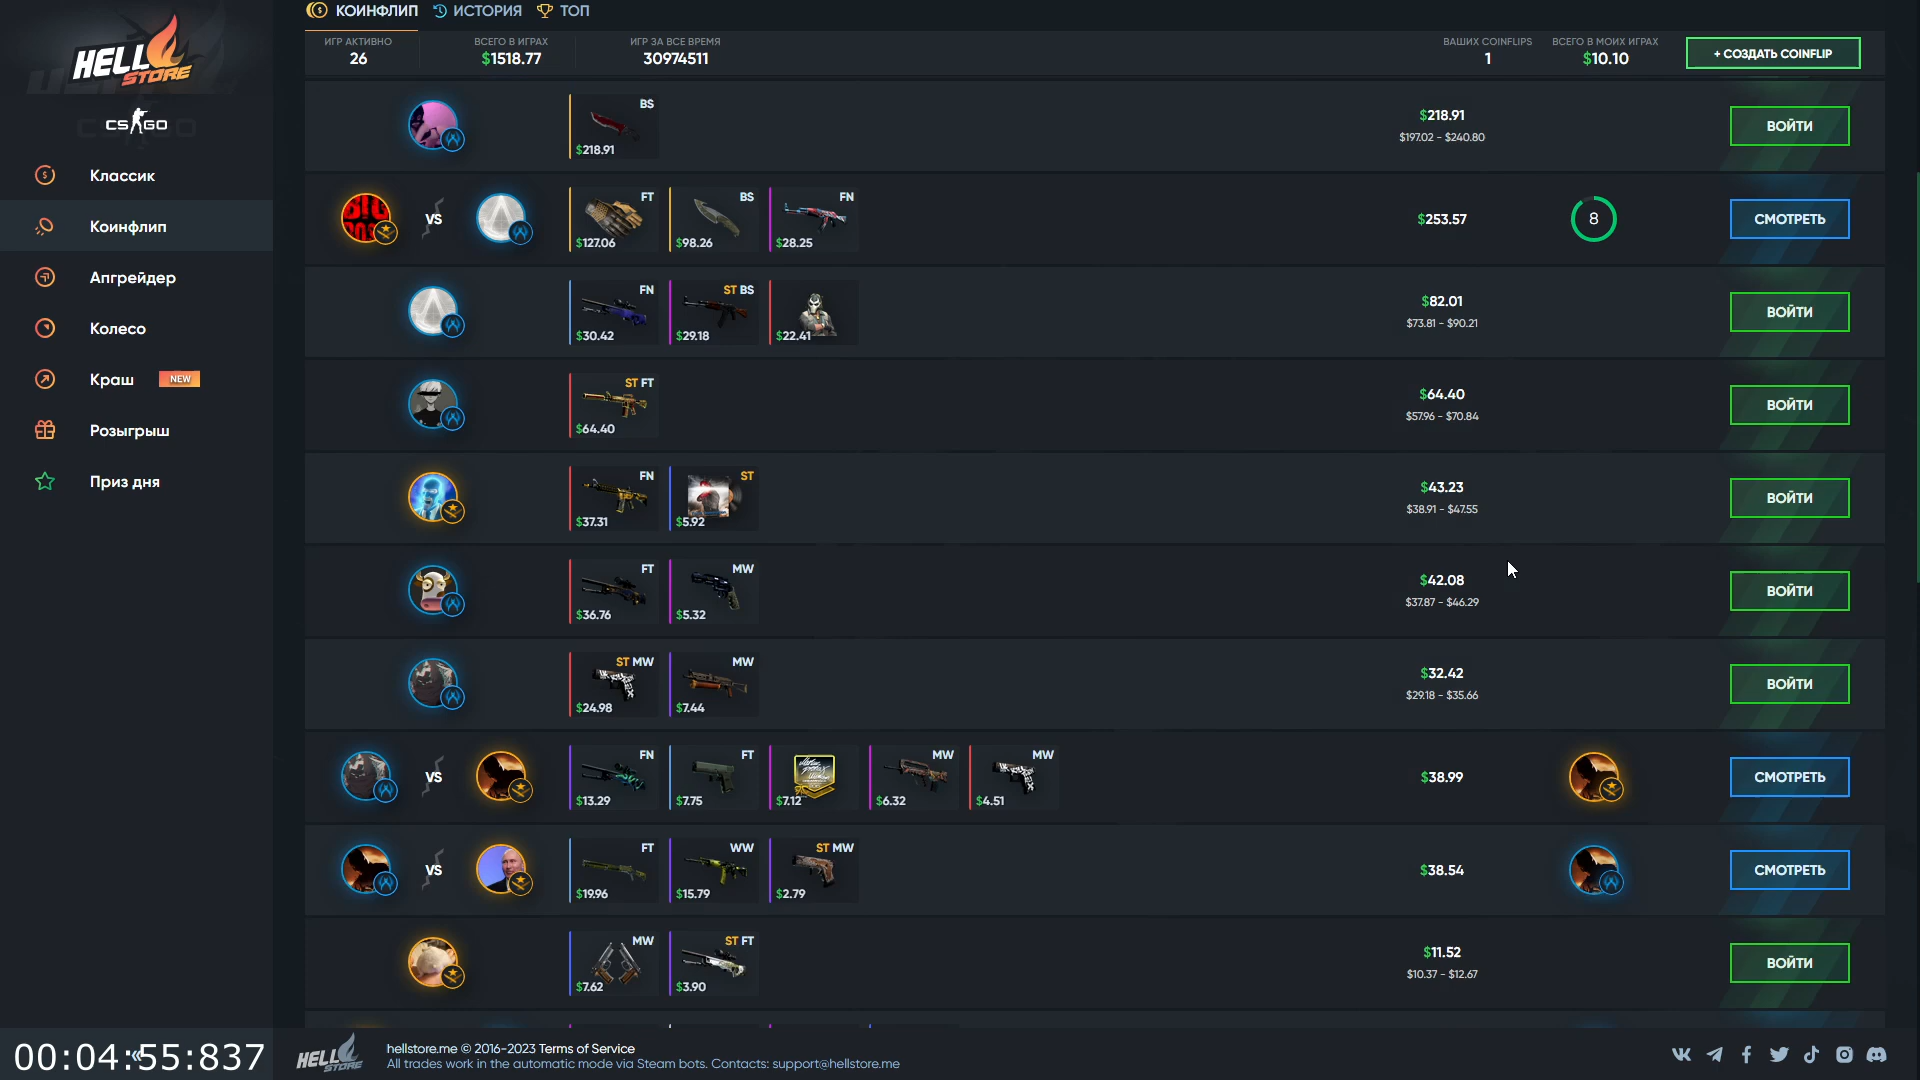 HELL
STORE
CS GO
Классик
Коинфлип
Апгрейдер
Колесо
Краш NEW
Розыгрыш
Приз дня
КОИНФЛИП ИСТОРИЯ ТОП
ИГР АКТИВНО ВСЕГО В ИГРАХ ИГР ЗА ВСЕ ВРЕМЯ ВАШИХ COINFLIPS ВСЕГО В МОИХ ИГРАХ
26 $1518.77 30974511 1 $10.10
+ СОЗДАТЬ COINFLIP
BS
$218.91
$218.91
$197.02 - $240.80
ВОЙТИ
VS
FT BS FN
$127.06 $98.26 $28.25
$253.57
8
СМОТРЕТЬ
FN ST BS
$30.42 $29.18 $22.41
$82.01
$73.81 - $90.21
ВОЙТИ
ST FT
$64.40
$64.40
$57.96 - $70.84
ВОЙТИ
FN ST
$37.31 $5.92
$43.23
$38.91 - $47.55
ВОЙТИ
FT MW
$36.76 $5.32
$42.08
$37.87 - $46.29
ВОЙТИ
ST MW MW
$24.98 $7.44
$32.42
$29.18 - $35.66
ВОЙТИ
VS
FN FT MW MW
$13.29 $7.75 $7.12 $6.32 $4.51
$38.99
СМОТРЕТЬ
VS
FT WW ST MW
$19.96 $15.79 $2.79
$38.54
СМОТРЕТЬ
MW ST FT
$7.62 $3.90
$11.52
$10.37 - $12.67
ВОЙТИ
00:04:55:837
HELL
STORE
hellstore.me © 2016-2023 Terms of Service
All trades work in the automatic mode via Steam bots. Contacts: support@hellstore.me